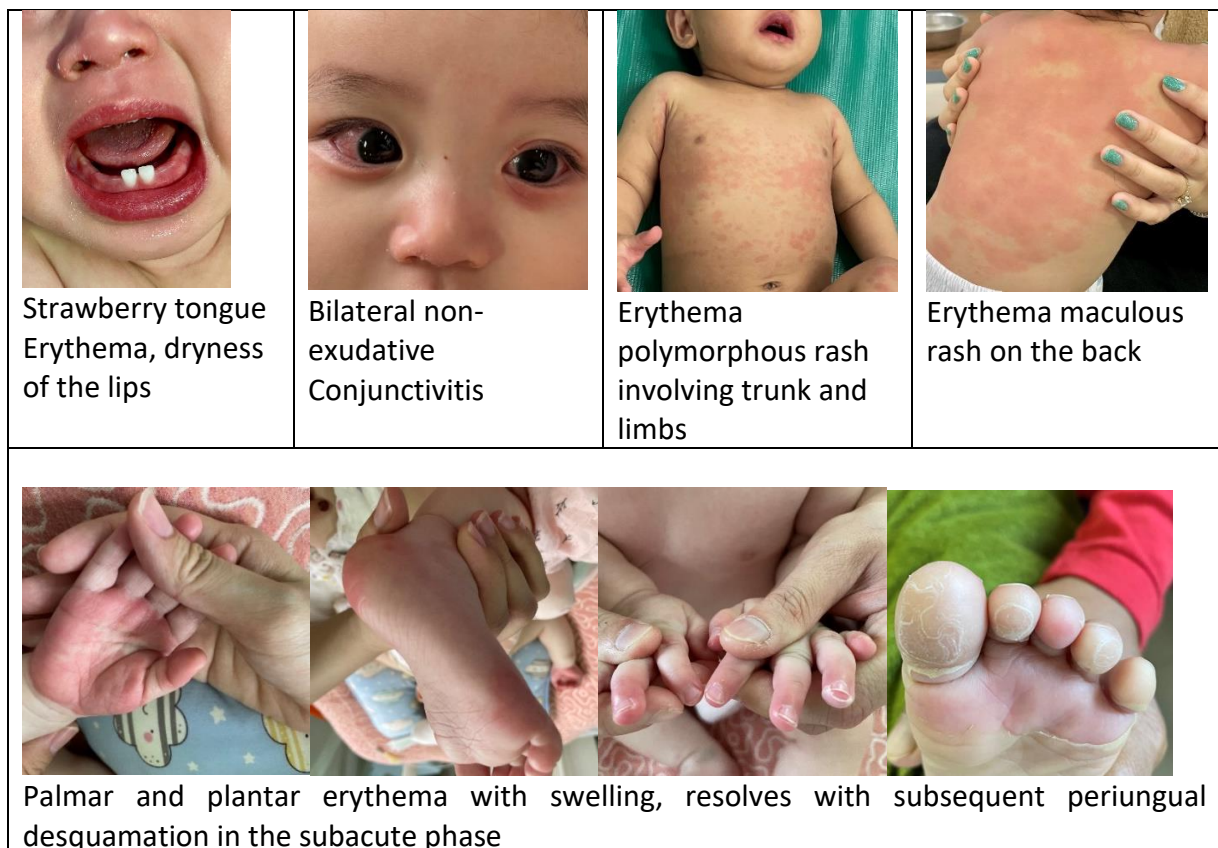 Strawberry tongue
Erythema, dryness
of the lips
Bilateral non-
exudative
Conjunctivitis
Erythema
polymorphous rash
involving trunk and
limbs
Erythema maculous
rash on the back
Palmar and plantar erythema with swelling, resolves with subsequent periungual
desquamation in the subacute phase